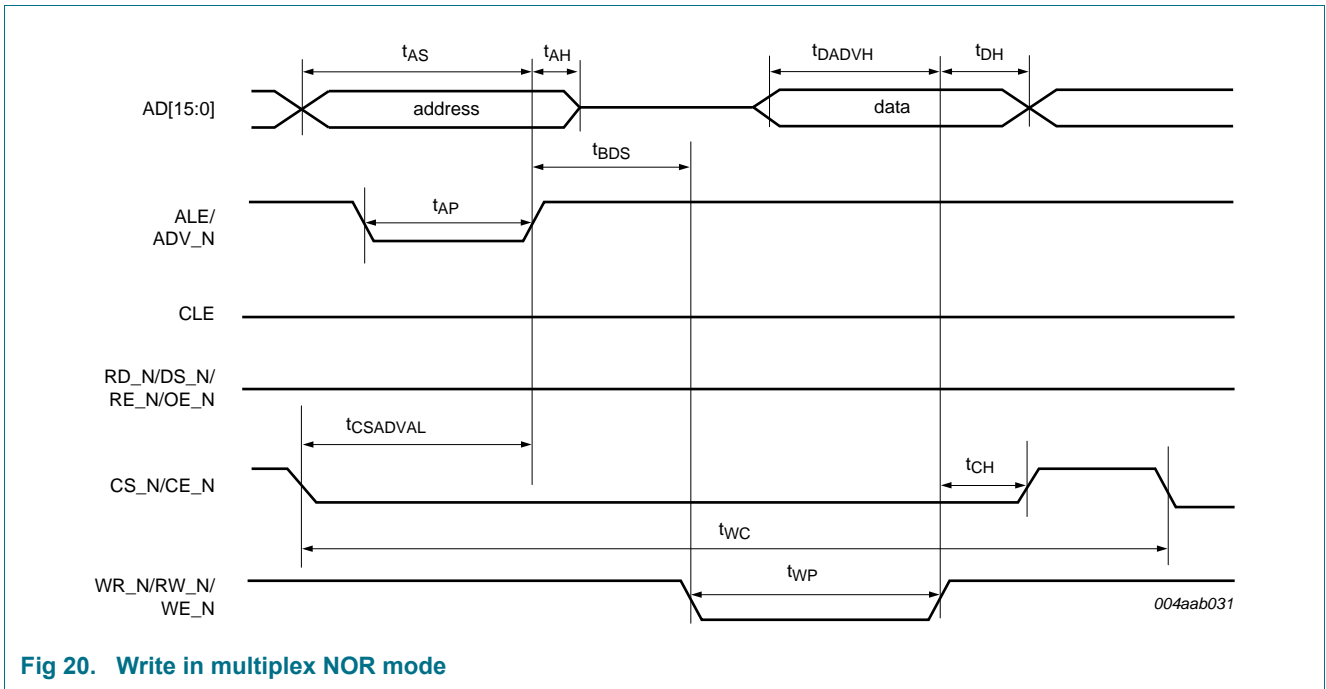 tAS
tAH
tDADVH
tDH
AD[15:0]
address
data
tBDS
ALE/
ADV_N
tAP
CLE
RD_N/DS_N/
RE_N/OE_N
tCSADVAL
CS_N/CE_N
tCH
tWC
WR_N/RW_N/
WE_N
tWP
004aab031
Fig 20. Write in multiplex NOR mode